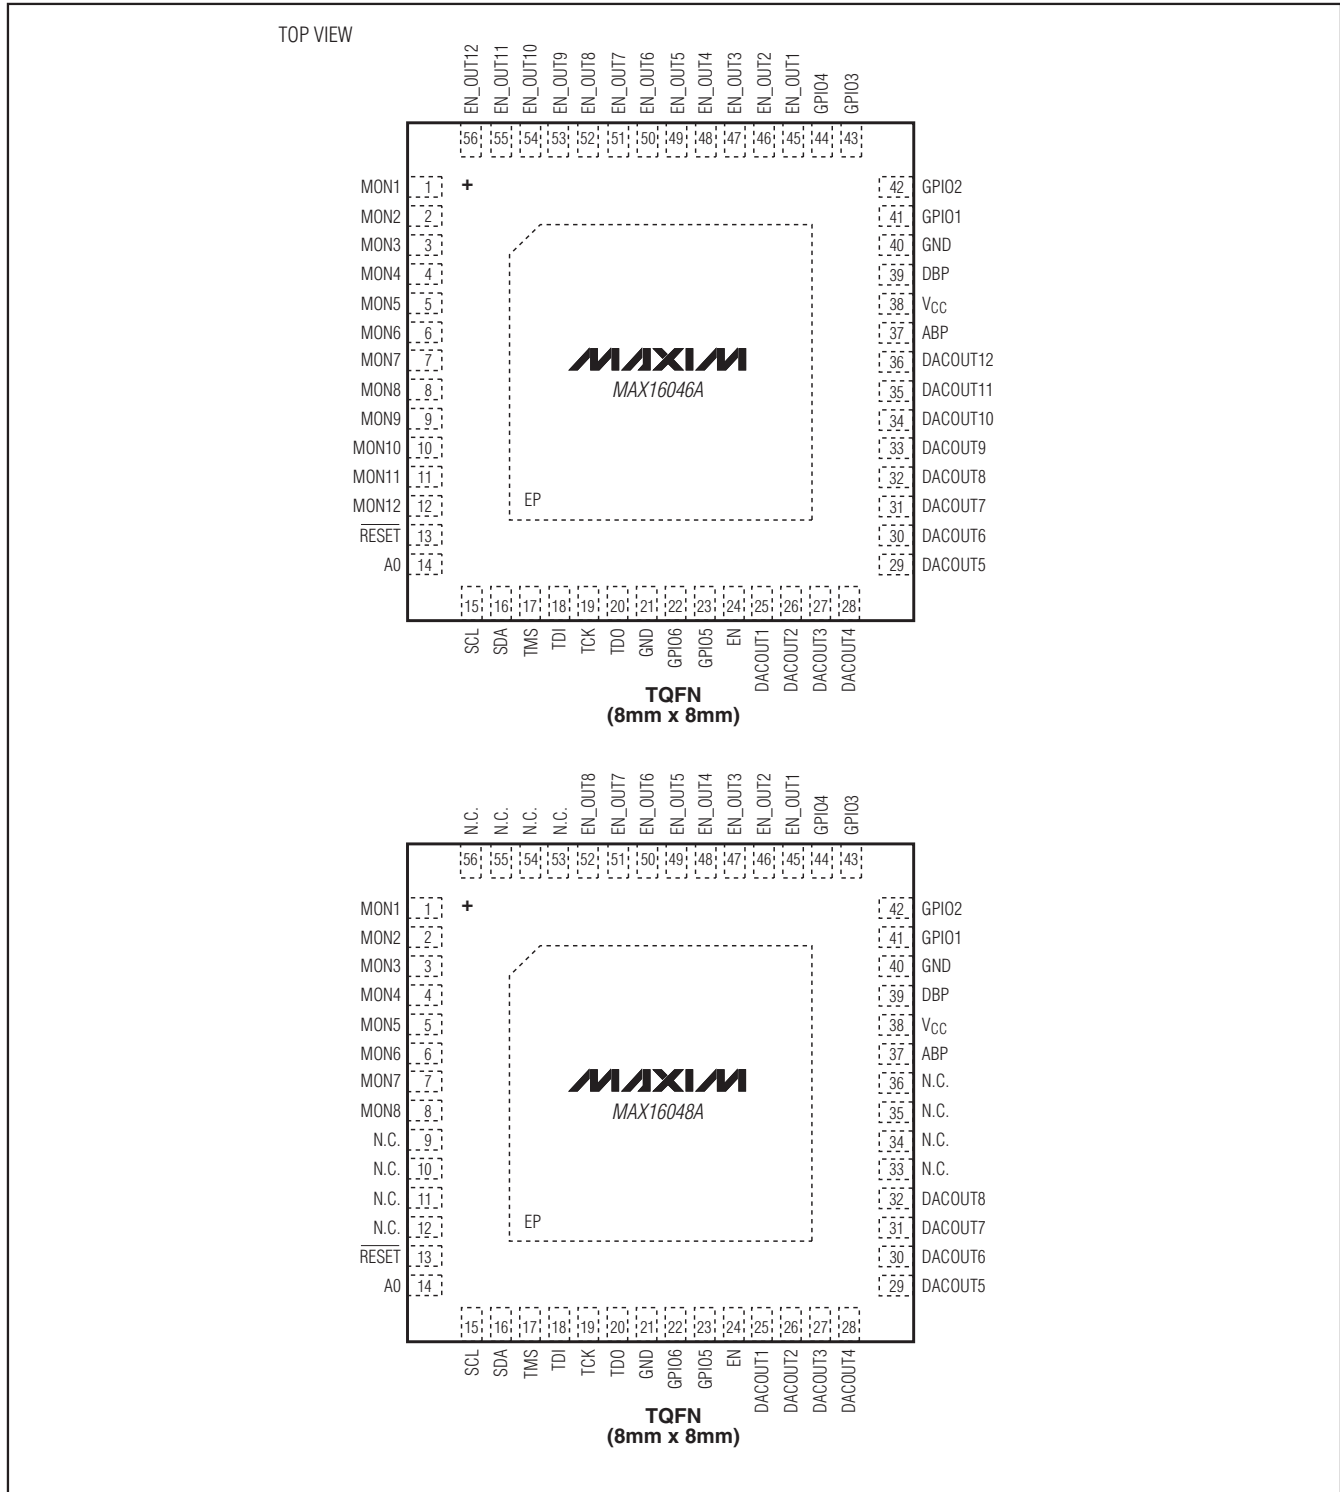 TOP VIEW
EN_OUT12
EN_OUT11
EN_OUT10
EN_OUT9
EN_OUT8
EN_OUT7
EN_OUT6
EN_OUT5
EN_OUT4
EN_OUT3
EN_OUT2
EN_OUT1
GPIO4
GPIO3
56 55 54 53 52 51 50 49 48 47 46 45 44 43
MON1 1 + 42 GPIO2
MON2 2 41 GPIO1
MON3 3 40 GND
MON4 4 39 DBP
MON5 5 38 VCC
MON6 6 37 ABP
MON7 7 MAXIM 36 DACOUT12
MON8 8 MAX16046A 35 DACOUT11
MON9 9 34 DACOUT10
MON10 10 33 DACOUT9
MON11 11 32 DACOUT8
MON12 12 EP 31 DACOUT7
RESET 13 30 DACOUT6
A0 14 29 DACOUT5
15 16 17 18 19 20 21 22 23 24 25 26 27 28
SCL
SDA
TMS
TDI
TCK
TDO
GND
GPIO6
GPIO5
EN
DACOUT1
DACOUT2
DACOUT3
DACOUT4
TQFN
(8mm x 8mm)
N.C.
N.C.
N.C.
N.C.
EN_OUT8
EN_OUT7
EN_OUT6
EN_OUT5
EN_OUT4
EN_OUT3
EN_OUT2
EN_OUT1
GPIO4
GPIO3
56 55 54 53 52 51 50 49 48 47 46 45 44 43
MON1 1 + 42 GPIO2
MON2 2 41 GPIO1
MON3 3 40 GND
MON4 4 39 DBP
MON5 5 38 VCC
MON6 6 37 ABP
MON7 7 MAXIM 36 N.C.
MON8 8 MAX16048A 35 N.C.
N.C. 9 34 N.C.
N.C. 10 33 N.C.
N.C. 11 32 DACOUT8
N.C. 12 EP 31 DACOUT7
RESET 13 30 DACOUT6
A0 14 29 DACOUT5
15 16 17 18 19 20 21 22 23 24 25 26 27 28
SCL
SDA
TMS
TDI
TCK
TDO
GND
GPIO6
GPIO5
EN
DACOUT1
DACOUT2
DACOUT3
DACOUT4
TQFN
(8mm x 8mm)